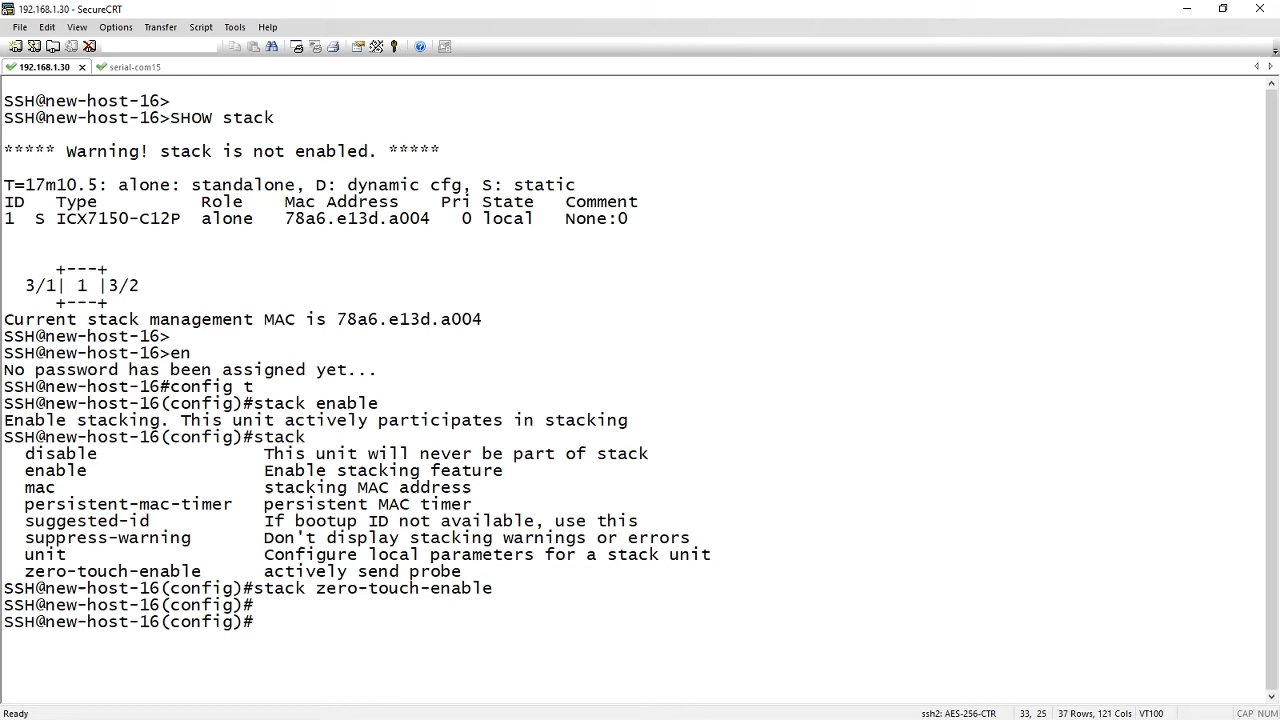 192.168.1.30 - SecureCRT
File Edit View Options Transfer Script Tools Help
192.168.1.30 serial-com15
SSH@new-host-16>
SSH@new-host-16>SHOW stack
***** Warning! stack is not enabled. *****
T=17m10.5: alone: standalone, D: dynamic cfg, S: static
ID Type Role Mac Address Pri State Comment
1 S ICX7150-C12P alone 78a6.e13d.a004 0 local None:0
+---+
3/1| 1 |3/2
+---+
Current stack management MAC is 78a6.e13d.a004
SSH@new-host-16>
SSH@new-host-16>en
No password has been assigned yet...
SSH@new-host-16#config t
SSH@new-host-16(config)#stack enable
Enable stacking. This unit actively participates in stacking
SSH@new-host-16(config)#stack
disable This unit will never be part of stack
enable Enable stacking feature
mac stacking MAC address
persistent-mac-timer persistent MAC timer
suggested-id If bootup ID not available, use this
suppress-warning Don't display stacking warnings or errors
unit Configure local parameters for a stack unit
zero-touch-enable actively send probe
SSH@new-host-16(config)#stack zero-touch-enable
SSH@new-host-16(config)#
SSH@new-host-16(config)#
Ready ssh2: AES-256-CTR 33, 25 37 Rows, 121 Cols VT100 CAP NUM